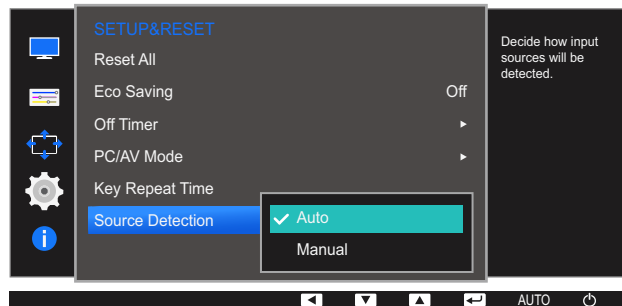 SETUP&RESET
Reset All
Eco Saving Off
Off Timer
PC/AV Mode
Key Repeat Time
Source Detection
Auto
Manual
Decide how input
sources will be
detected.
AUTO